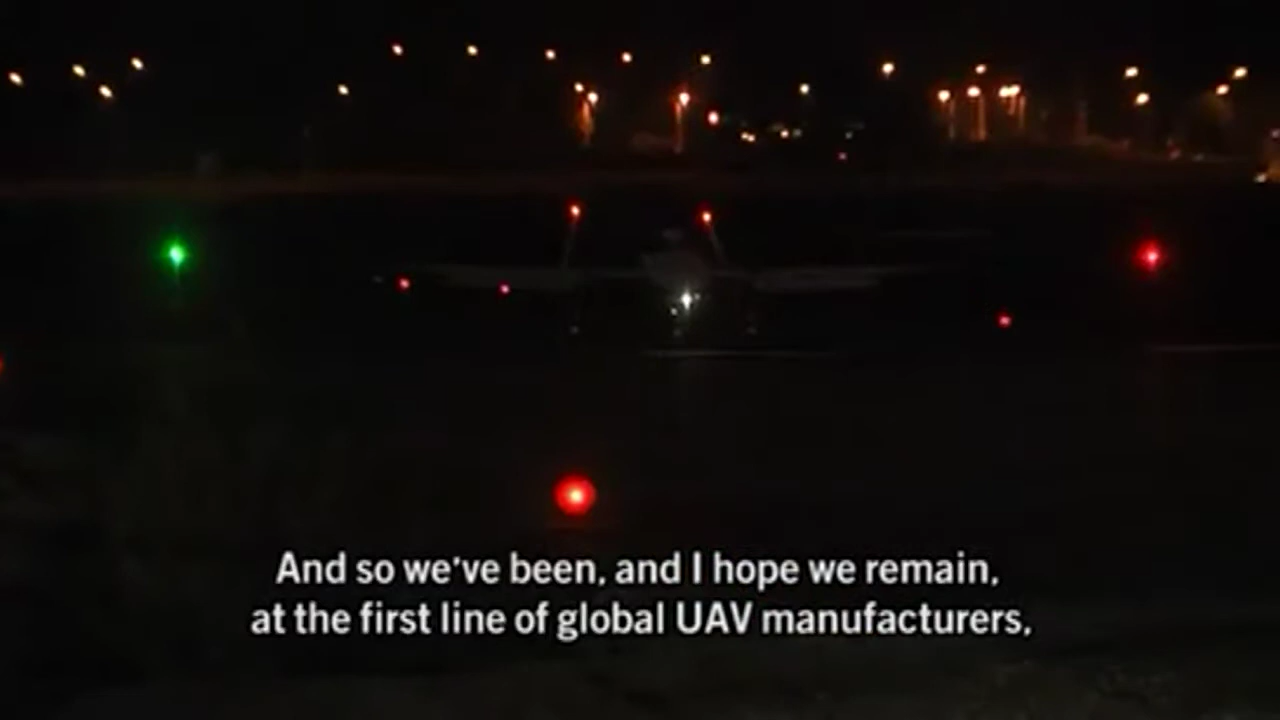 And so we've been, and I hope we remain,
at the first line of global UAV manufacturers,